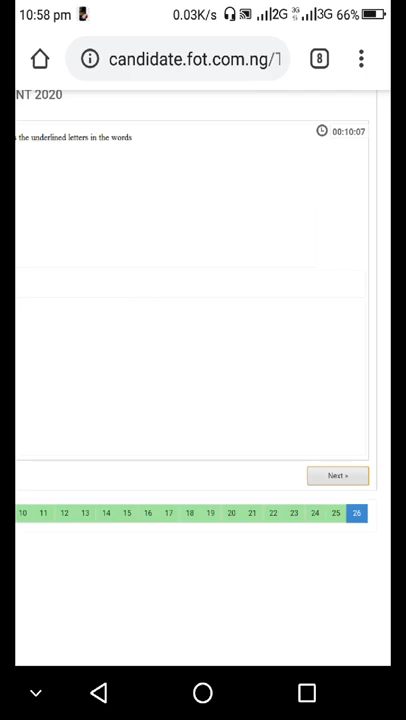 10:58 pm 0.03K/s 2G 3G 3G 66%
candidate.fot.com.ng/ 8
NT 2020
00:10:07
the underlined letters in the words
Next »
10 11 12 13 14 15 16 17 18 19 20 21 22 23 24 25 26